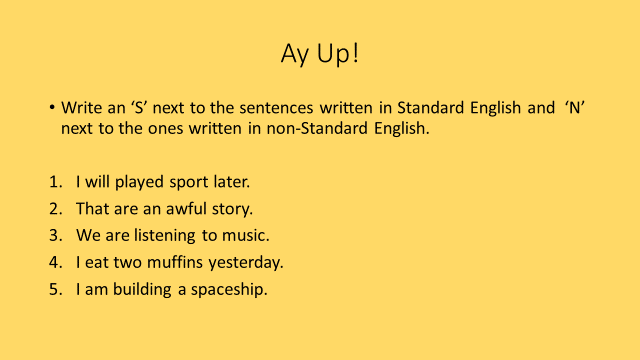 Ay Up!
• Write an ‘S’ next to the sentences written in Standard English and ‘N’
next to the ones written in non-Standard English.
1. I will played sport later.
2. That are an awful story.
3. We are listening to music.
4. I eat two muffins yesterday.
5. I am building a spaceship.